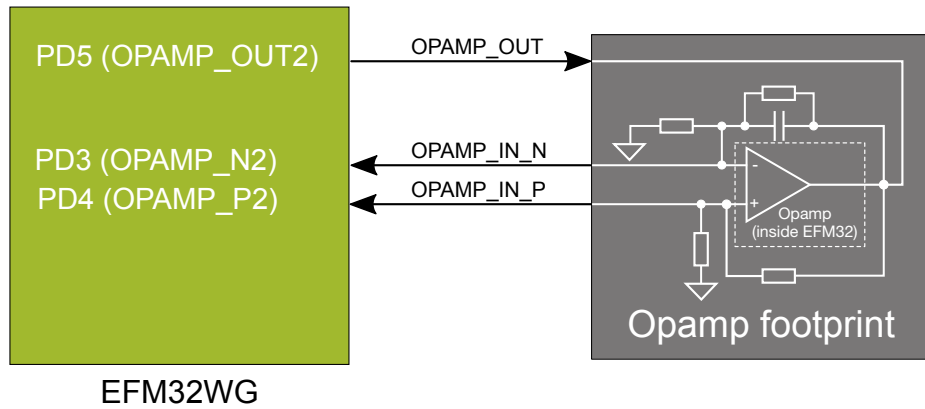 PD5 (OPAMP_OUT2)
OPAMP_OUT
PD3 (OPAMP_N2)
OPAMP_IN_N
PD4 (OPAMP_P2)
OPAMP_IN_P
-
+
Opamp
(inside EFM32)
Opamp footprint
EFM32WG